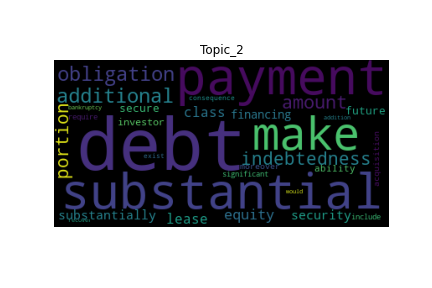 Topic_2
obligation payment
additional amount
consequence
bankruptcy secure class financing future
require investor addition
portion debt make
exist indebtedness
moreover ability acquisition
significant
substantial would
substantially lease equity security include